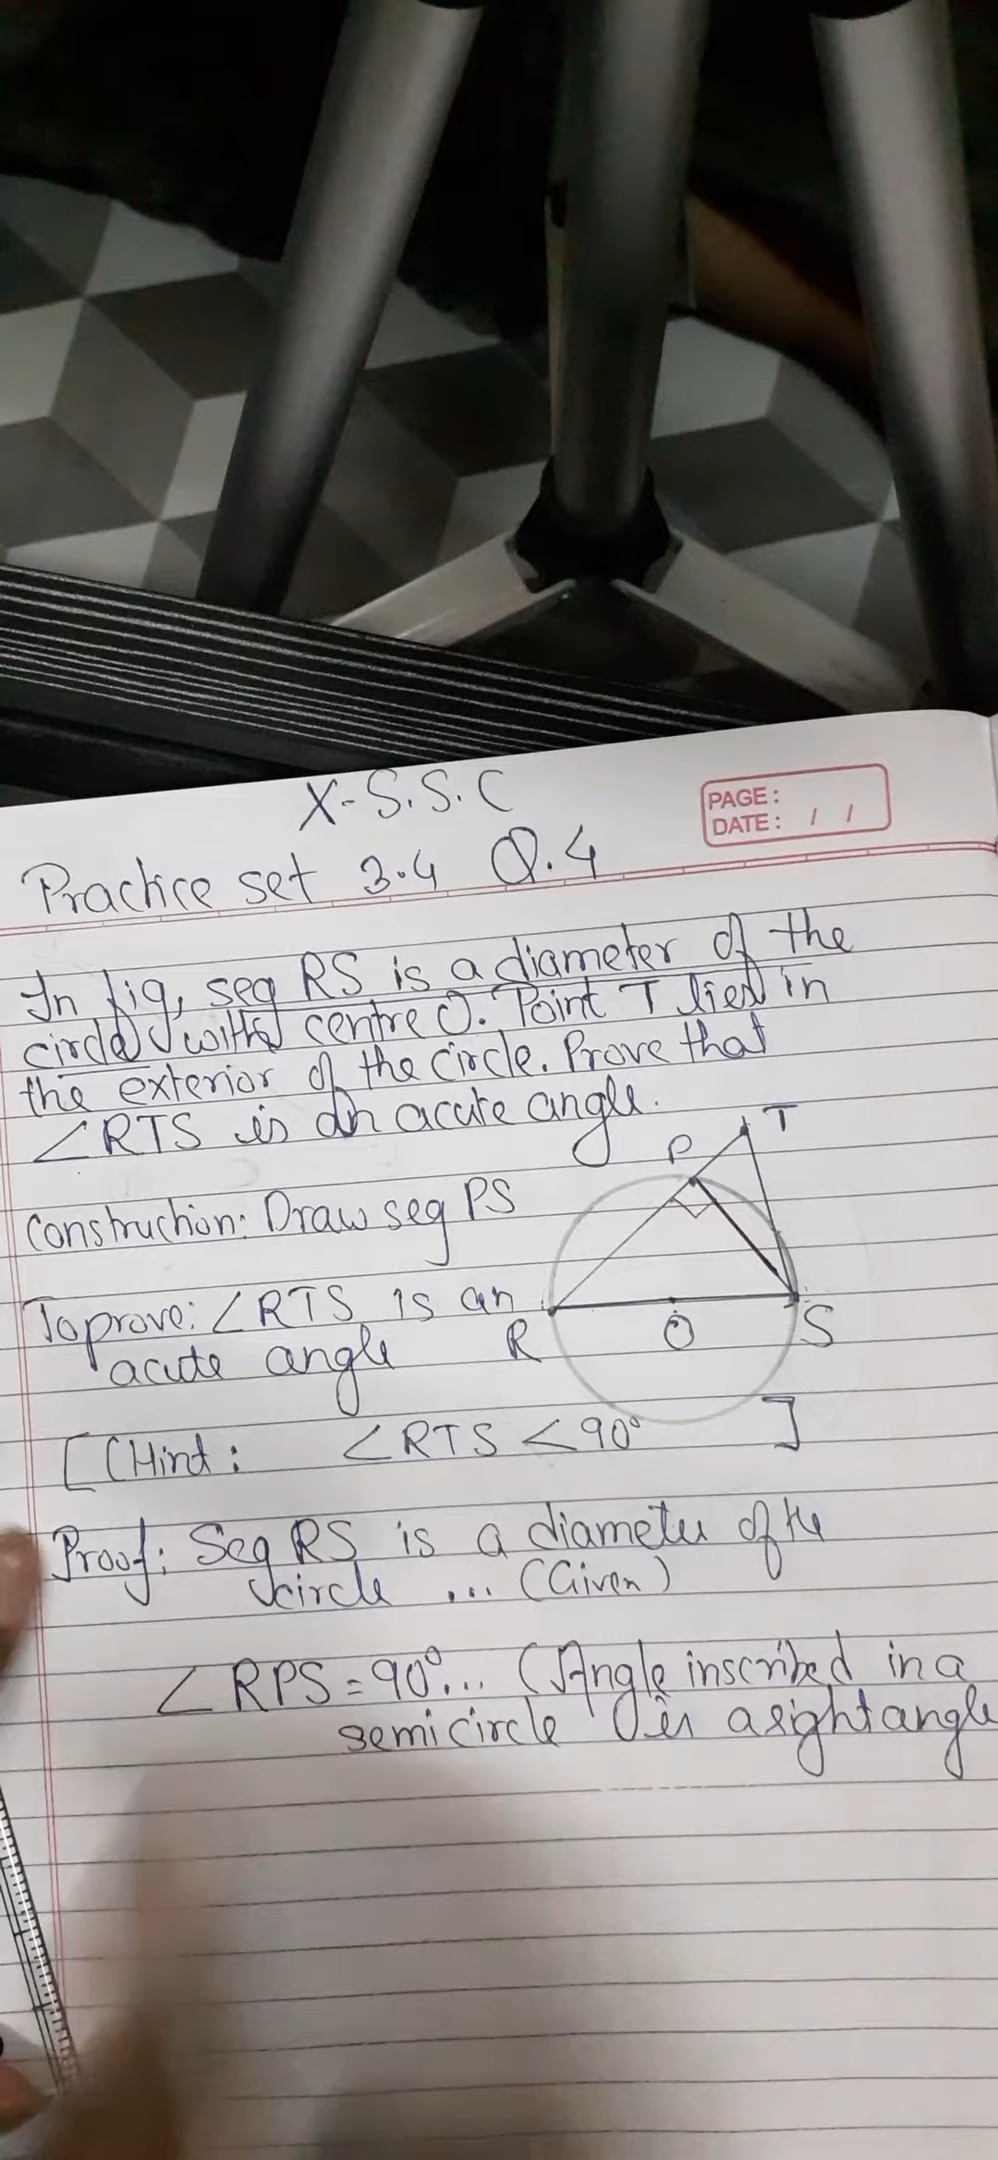 X-S.S.C
PAGE:
DATE: / /
Practice set 3.4 Q.4
In fig, seg RS is a diameter of the
circle with centre O. Point T lies in
the exterior of the circle. Prove that
∠RTS is an acute angle.
T
P
Construction: Draw seg PS
To prove: ∠RTS is an
acute angle
R
O
S
[(Hint: ∠RTS < 90° ]
Proof: Seg RS is a diameter of the
circle ... (Given)
∠RPS = 90°... (Angle inscribed in a
semicircle is a right angle